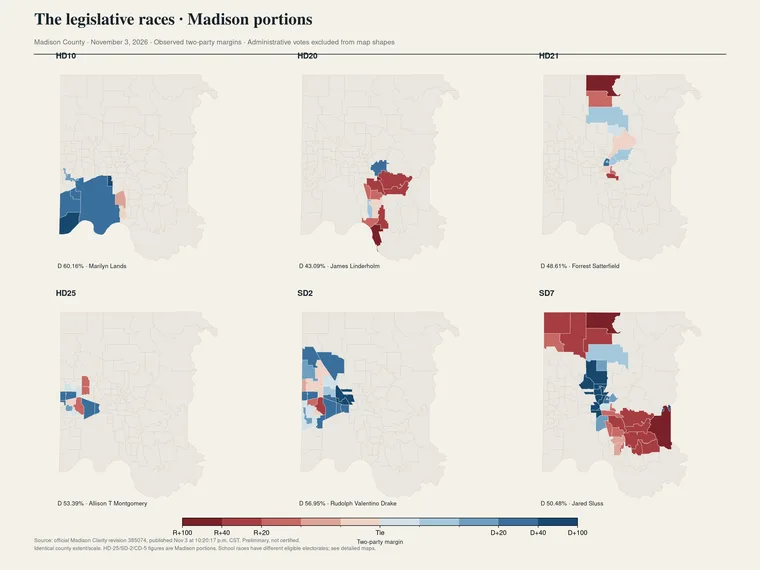 The legislative races · Madison portions
Madison County · November 3, 2026 · Observed two-party margins · Administrative votes excluded from map shapes
HD10 HD20 HD21
D 60.16% · Marilyn Lands D 43.09% · James Linderholm D 48.61% · Forrest Satterfield
HD25 SD2 SD7
D 53.39% · Allison T Montgomery D 56.95% · Rudolph Valentino Drake D 50.48% · Jared Sluss
R+100 R+40 R+20 Tie D+20 D+40 D+100
Two-party margin
Source: official Madison Clarity revision 385074, published Nov 3 at 10:20:17 p.m. CST. Preliminary, not certified.
Identical county extent/scale. HD-25/SD-2/CD-5 figures are Madison portions. School races have different eligible electorates; see detailed maps.